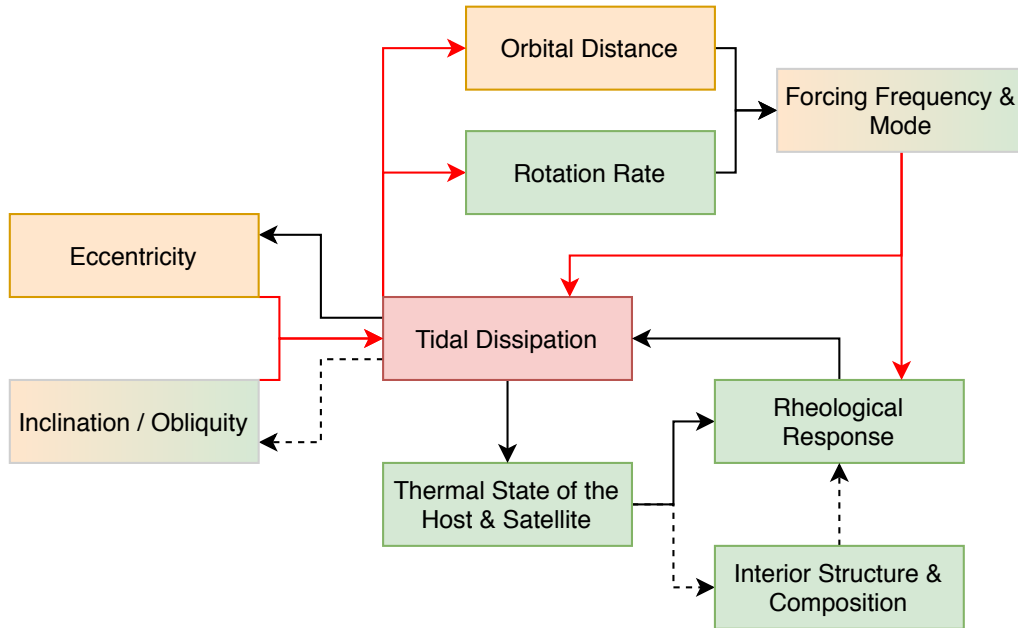 Orbital Distance
Forcing Frequency &
Mode
Rotation Rate
Eccentricity
Tidal Dissipation
Inclination / Obliquity
Rheological
Response
Thermal State of the
Host & Satellite
Interior Structure &
Composition